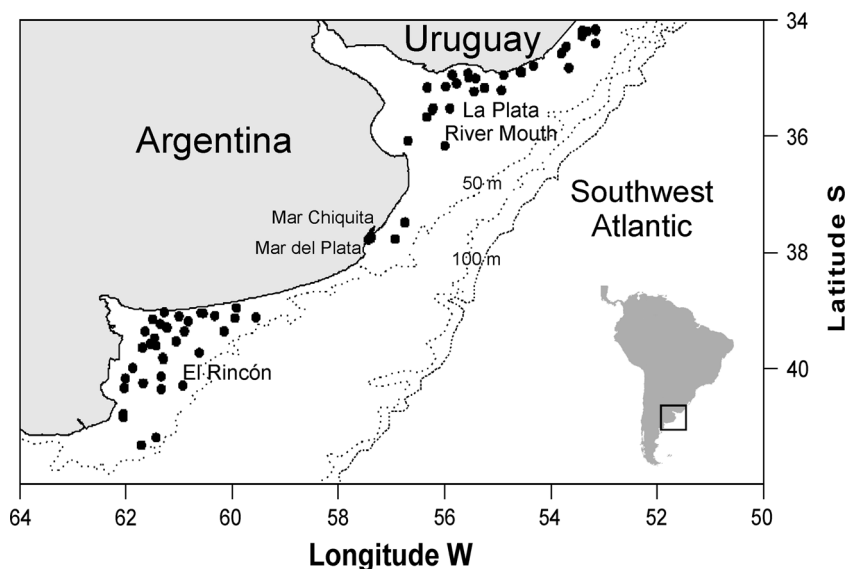 Uruguay
34
La Plata
River Mouth
Argentina
36
50 m
Southwest
Atlantic
Mar Chiquita
Mar del Plata
100 m
38
Latitude S
El Rincón
40
64 62 60 58 56 54 52 50
Longitude W